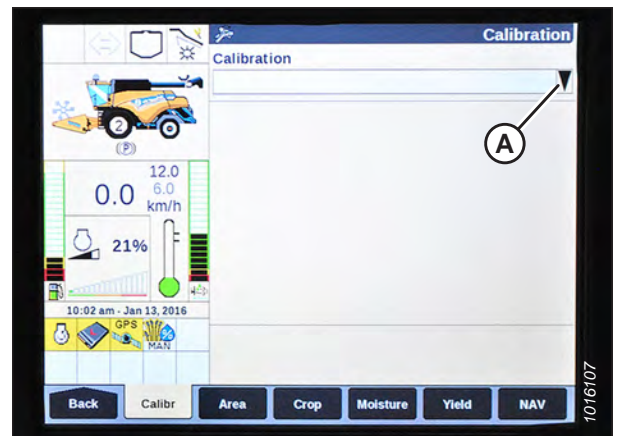 Calibration
Calibration
A
2
(P)
12.0
6.0
0.0
km/h
21%
F
10:02 am - Jan 13, 2016
GPS
%
MAN
Back Calibr Area Crop Moisture Yield NAV
1016107